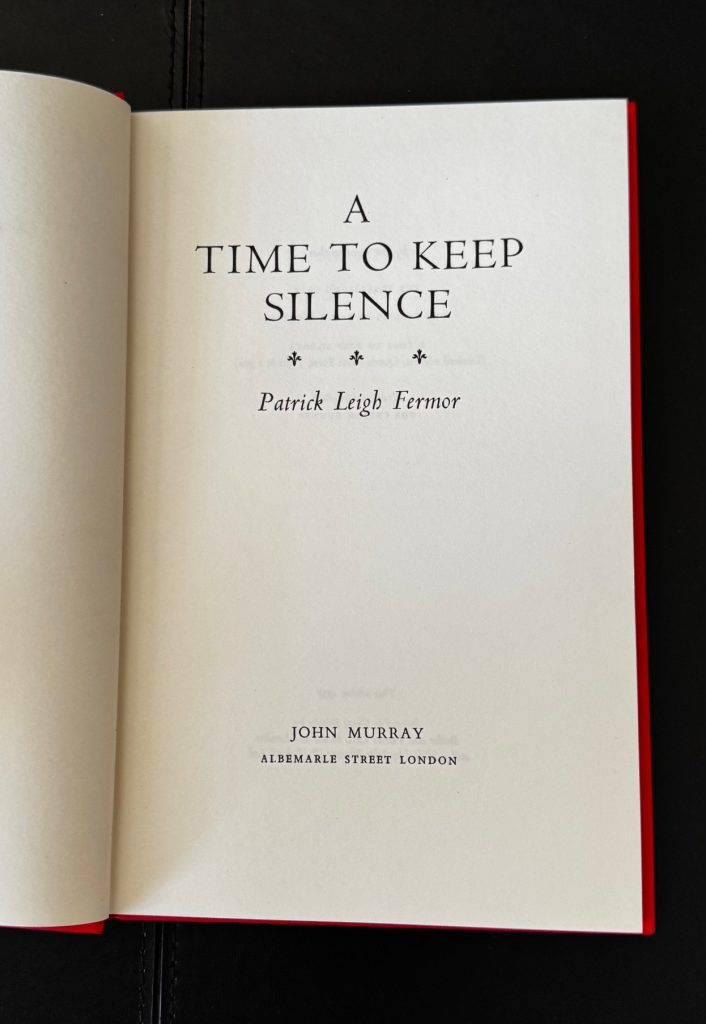 A
TIME TO KEEP
SILENCE
Patrick Leigh Fermor
JOHN MURRAY
ALBEMARLE STREET LONDON